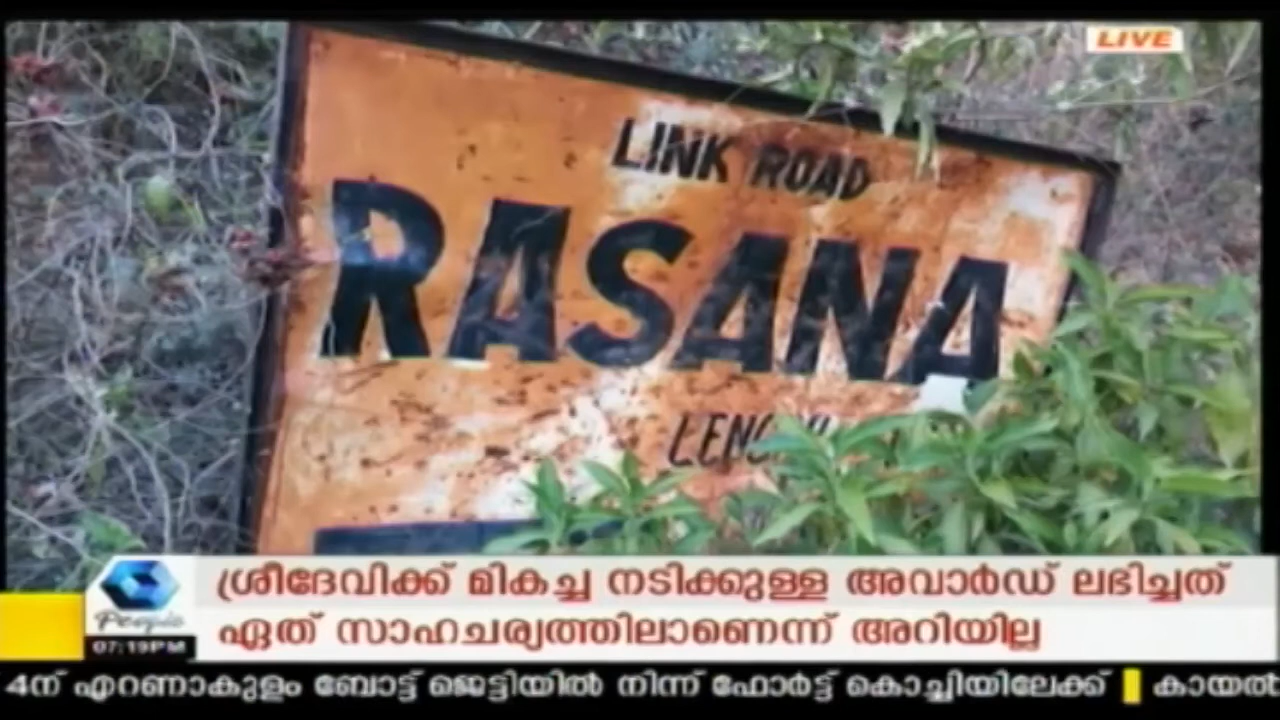 LIVE
LINK ROAD
RASANA
ശ്രീദേവിക്ക് മികച്ച നടിക്കുള്ള അവാർഡ് ലഭിച്ചത്
ഏത് സാഹചര്യത്തിലാണെന്ന് അറിയില്ല
People
07:19PM
4ന് എറണാകുളം ബോട്ട് ജെട്ടിയിൽ നിന്ന് ഫോർട്ട് കൊച്ചിയിലേക്ക്